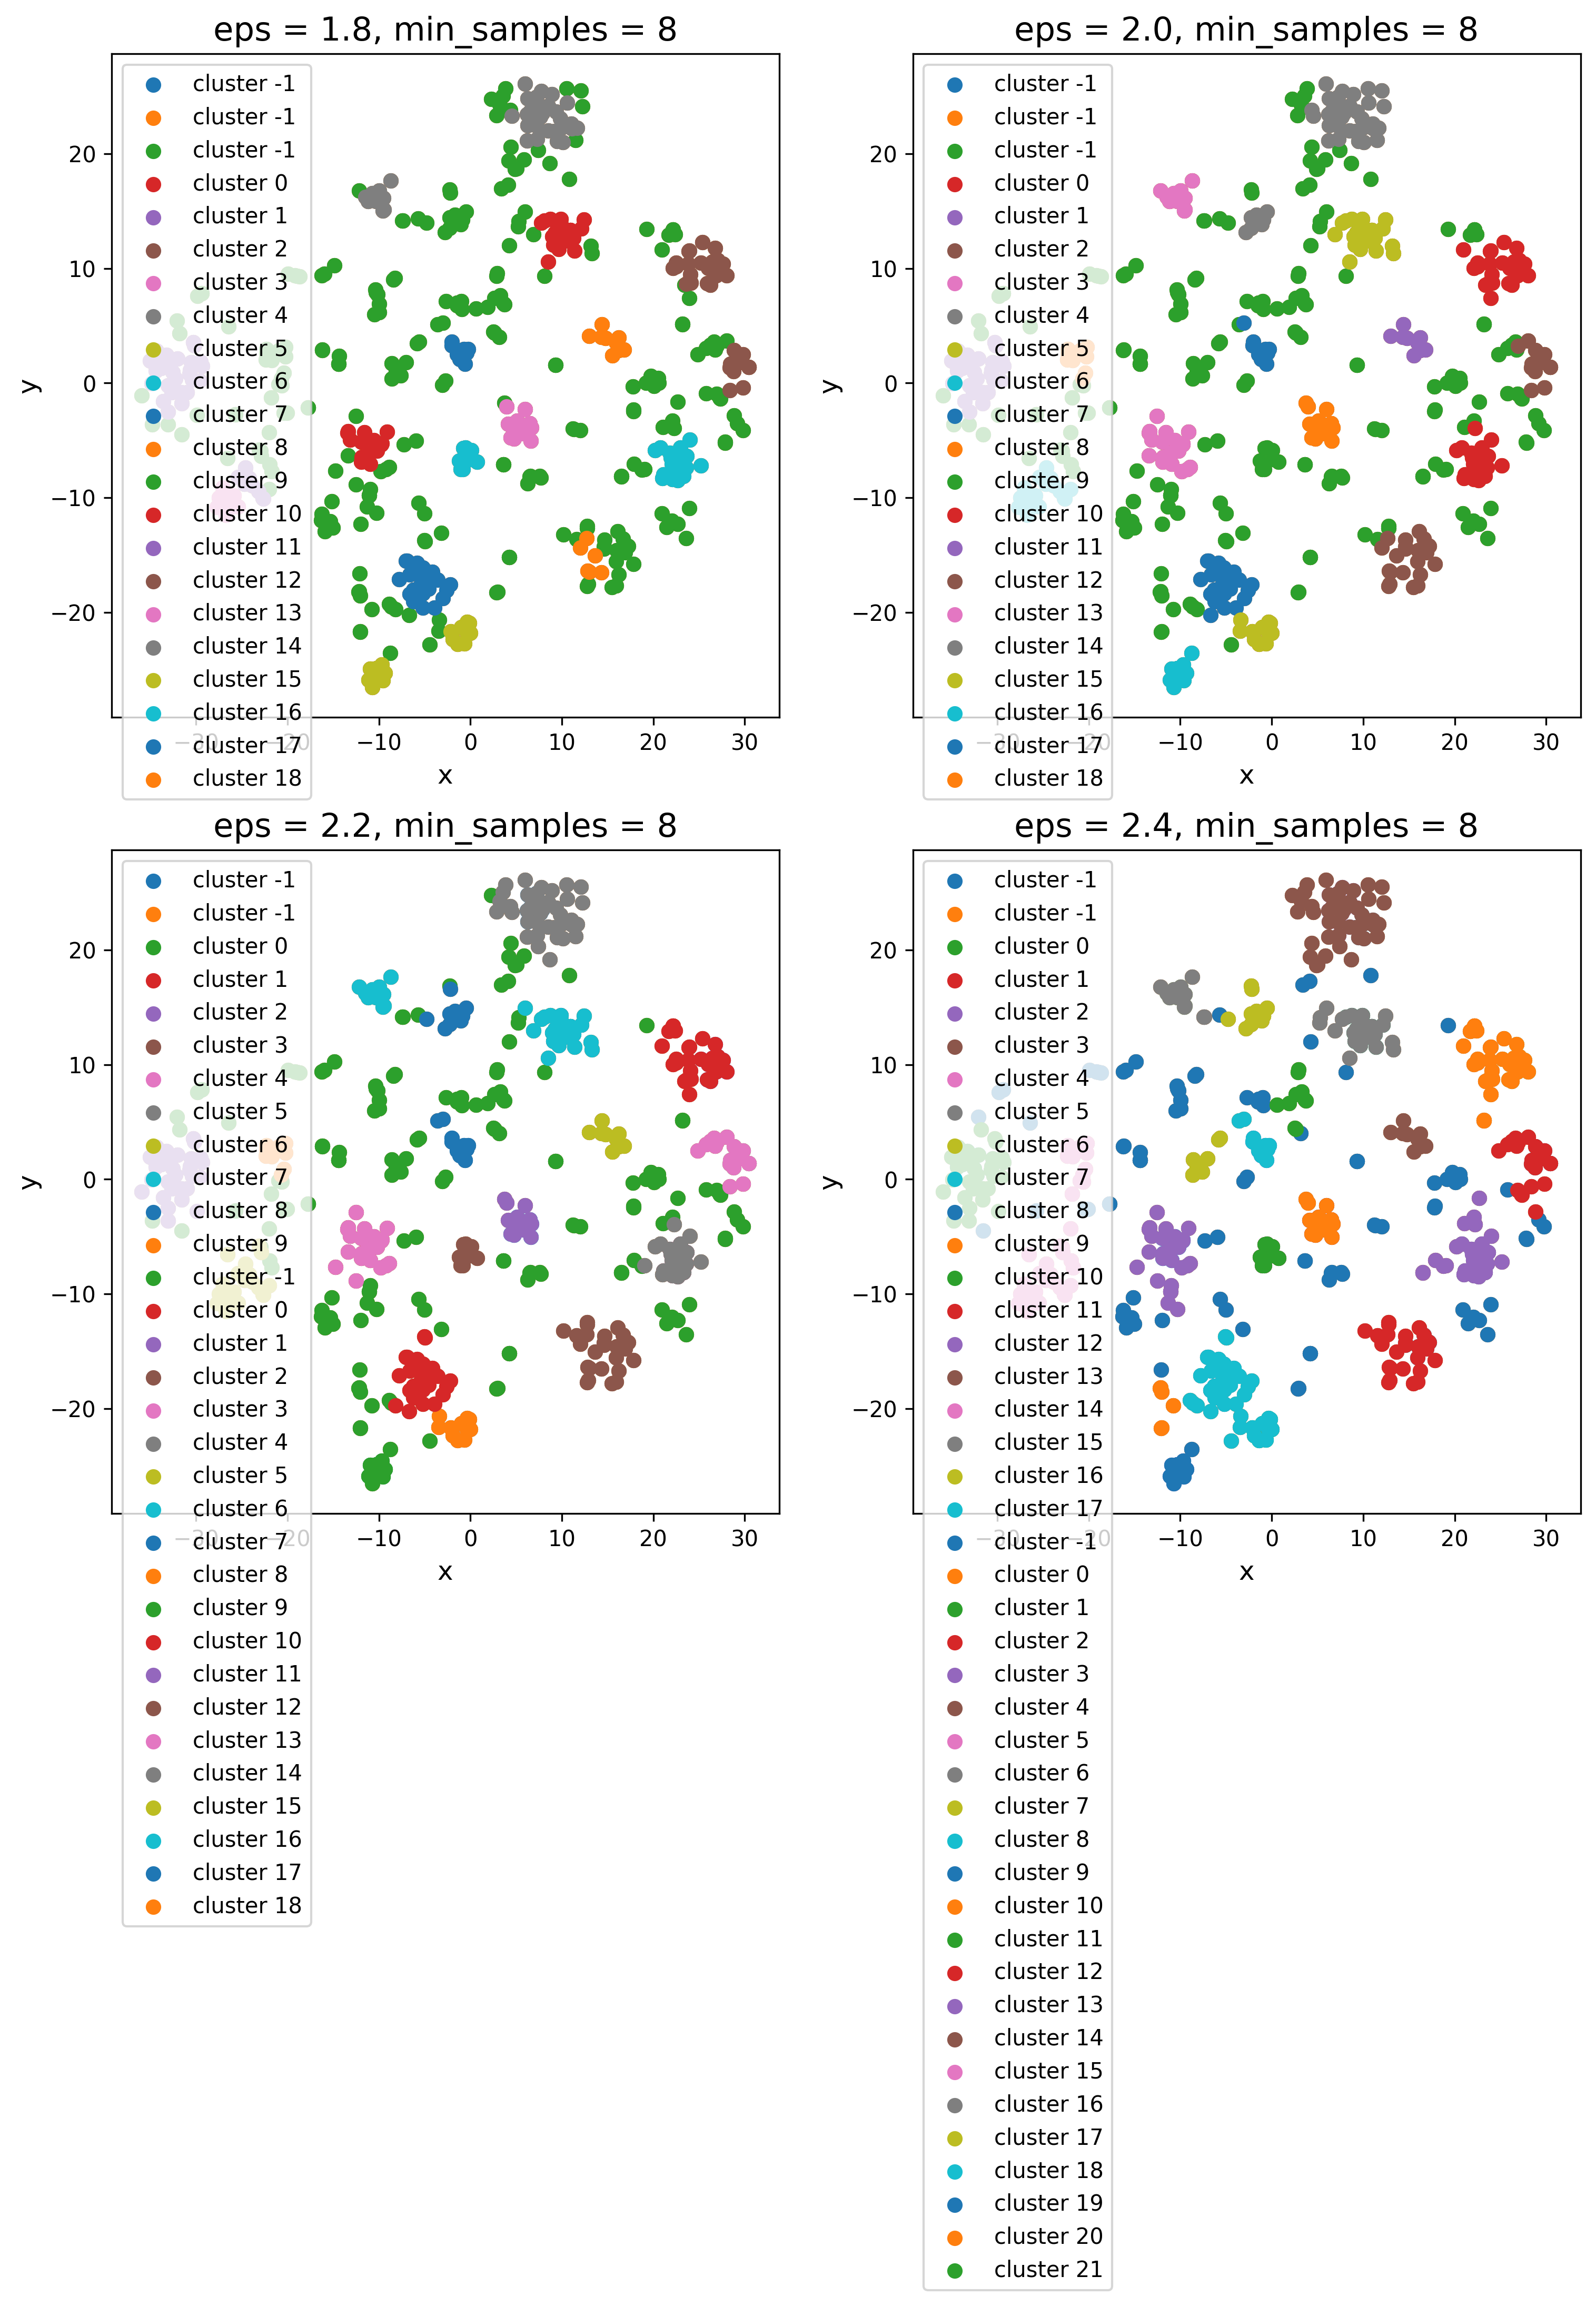 eps = 1.8, min_samples = 8
cluster -1
cluster -1
cluster -1
cluster 0
cluster 1
cluster 2
cluster 3
cluster 4
cluster 5
cluster 6
cluster 7
cluster 8
cluster 9
cluster 10
cluster 11
cluster 12
cluster 13
cluster 14
cluster 15
cluster 16
cluster 17
cluster 18
20
10
0
−10
−20
y
−30
−20
−10
0
10
20
30
x
eps = 2.0, min_samples = 8
cluster -1
cluster -1
cluster -1
cluster 0
cluster 1
cluster 2
cluster 3
cluster 4
cluster 5
cluster 6
cluster 7
cluster 8
cluster 9
cluster 10
cluster 11
cluster 12
cluster 13
cluster 14
cluster 15
cluster 16
cluster 17
cluster 18
20
10
0
−10
−20
y
−30
−20
−10
0
10
20
30
x
eps = 2.2, min_samples = 8
cluster -1
cluster -1
cluster 0
cluster 1
cluster 2
cluster 3
cluster 4
cluster 5
cluster 6
cluster 7
cluster 8
cluster 9
cluster -1
cluster 0
cluster 1
cluster 2
cluster 3
cluster 4
cluster 5
cluster 6
cluster 7
cluster 8
cluster 9
cluster 10
cluster 11
cluster 12
cluster 13
cluster 14
cluster 15
cluster 16
cluster 17
cluster 18
20
10
0
−10
−20
y
−30
−20
−10
0
10
20
30
x
eps = 2.4, min_samples = 8
cluster -1
cluster -1
cluster 0
cluster 1
cluster 2
cluster 3
cluster 4
cluster 5
cluster 6
cluster 7
cluster 8
cluster 9
cluster 10
cluster 11
cluster 12
cluster 13
cluster 14
cluster 15
cluster 16
cluster 17
cluster -1
cluster 0
cluster 1
cluster 2
cluster 3
cluster 4
cluster 5
cluster 6
cluster 7
cluster 8
cluster 9
cluster 10
cluster 11
cluster 12
cluster 13
cluster 14
cluster 15
cluster 16
cluster 17
cluster 18
cluster 19
cluster 20
cluster 21
20
10
0
−10
−20
y
−30
−20
−10
0
10
20
30
x